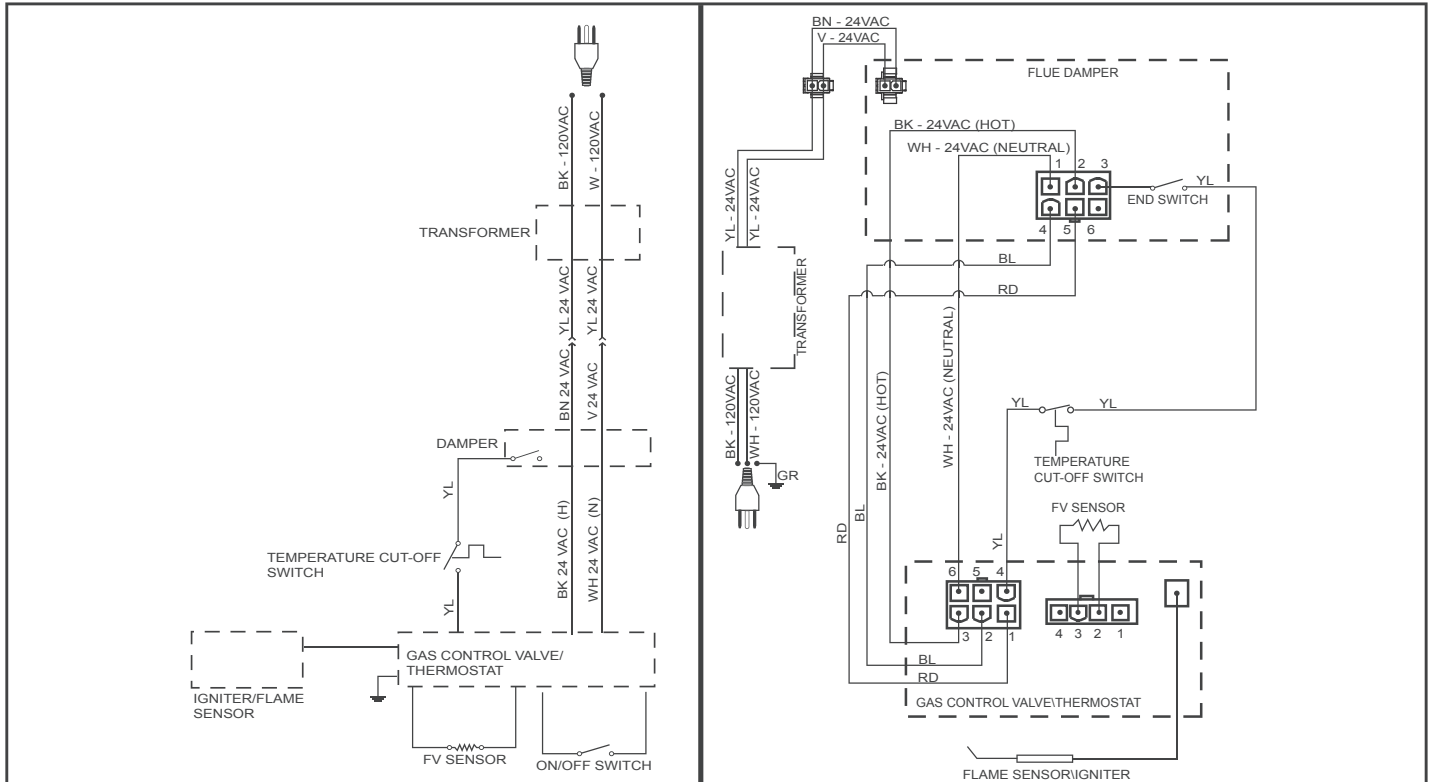 BK - 120VAC
W - 120VAC
TRANSFORMER
YL 24 VAC
YL 24 VAC
BN 24 VAC
V 24 VAC
DAMPER
YL
TEMPERATURE CUT-OFF
SWITCH
BK 24 VAC (H)
WH 24 VAC (N)
YL
GAS CONTROL VALVE/
THERMOSTAT
IGNITER/FLAME
SENSOR
FV SENSOR
ON/OFF SWITCH
BN - 24VAC
V - 24VAC
FLUE DAMPER
BK - 24VAC (HOT)
WH - 24VAC (NEUTRAL)
1 2 3
YL
END SWITCH
4 5 6
YL - 24VAC
YL - 24VAC
BL
RD
TRANSFORMER
BK - 120VAC
WH - 120VAC
GR
WH - 24VAC (NEUTRAL)
BK - 24VAC (HOT)
YL
YL
TEMPERATURE
CUT-OFF SWITCH
FV SENSOR
RD
BL
YL
6 5 4
3 2 1
4 3 2 1
BL
RD
GAS CONTROL VALVE\THERMOSTAT
FLAME SENSOR\IGNITER